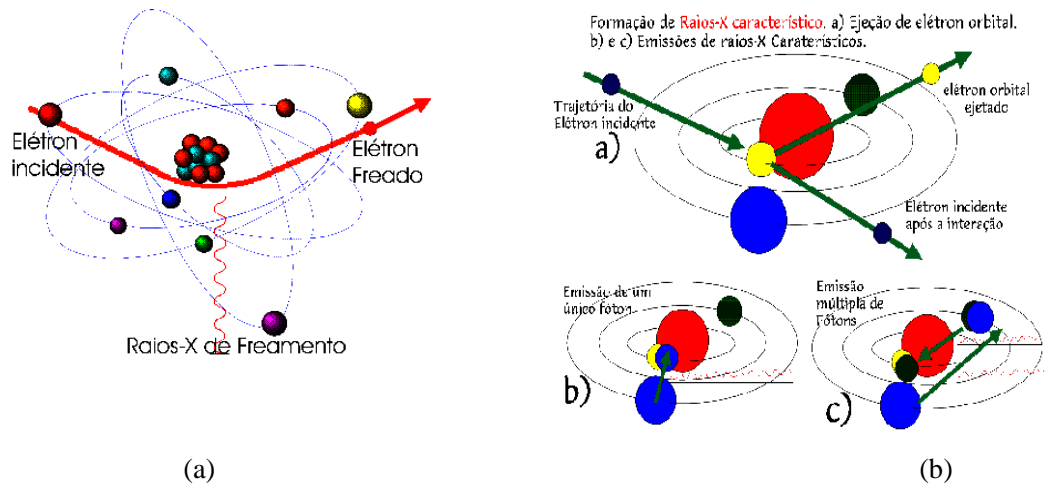 Elétron
incidente
Elétron
Freado
Raios-X de Freamento
(a)
Formação de Raios-X característico. a) Ejeção de elétron orbital.
b) e c) Emissões de raios-X Caraterísticos.
Trajetória do
Elétron incidente
elétron orbital
ejetado
a)
Elétron incidente
após a interação
Emissão de um
único fóton
b)
Emissão
múltipla de
Fótons
c)
(b)